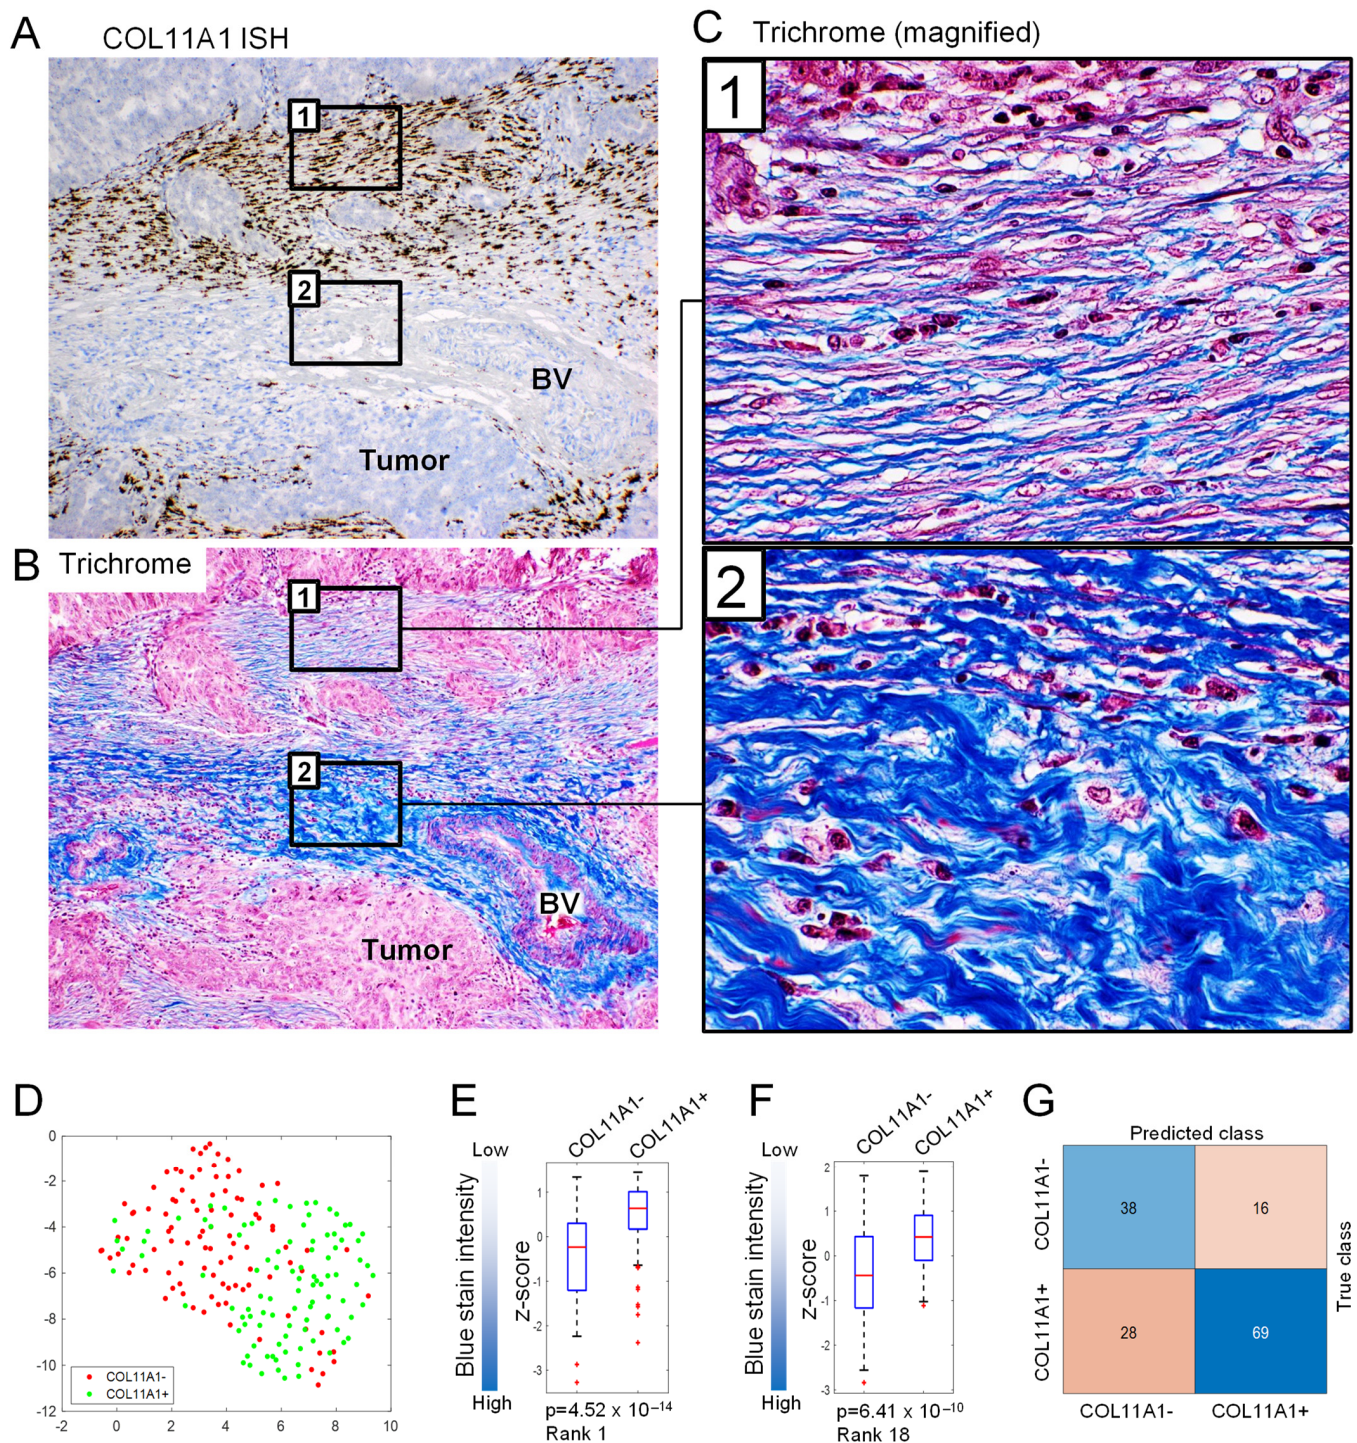 A
COL11A1 ISH
1
2
BV
Tumor
B
Trichrome
1
2
BV
Tumor
C
Trichrome (magnified)
1
2
D
0
-2
-4
-6
-8
-10
-12
-2
0
2
4
6
8
10
COL11A1-
COL11A1+
E
COL11A1-
COL11A1+
Low
Blue stain intensity
High
z-score
1
0
-1
-2
-3
p=4.52 x 10⁻¹⁴
Rank 1
F
COL11A1-
COL11A1+
Low
Blue stain intensity
High
z-score
2
1
0
-1
-2
-3
p=6.41 x 10⁻¹⁰
Rank 18
G
Predicted class
COL11A1-
38
16
COL11A1+
28
69
True class
COL11A1-
COL11A1+